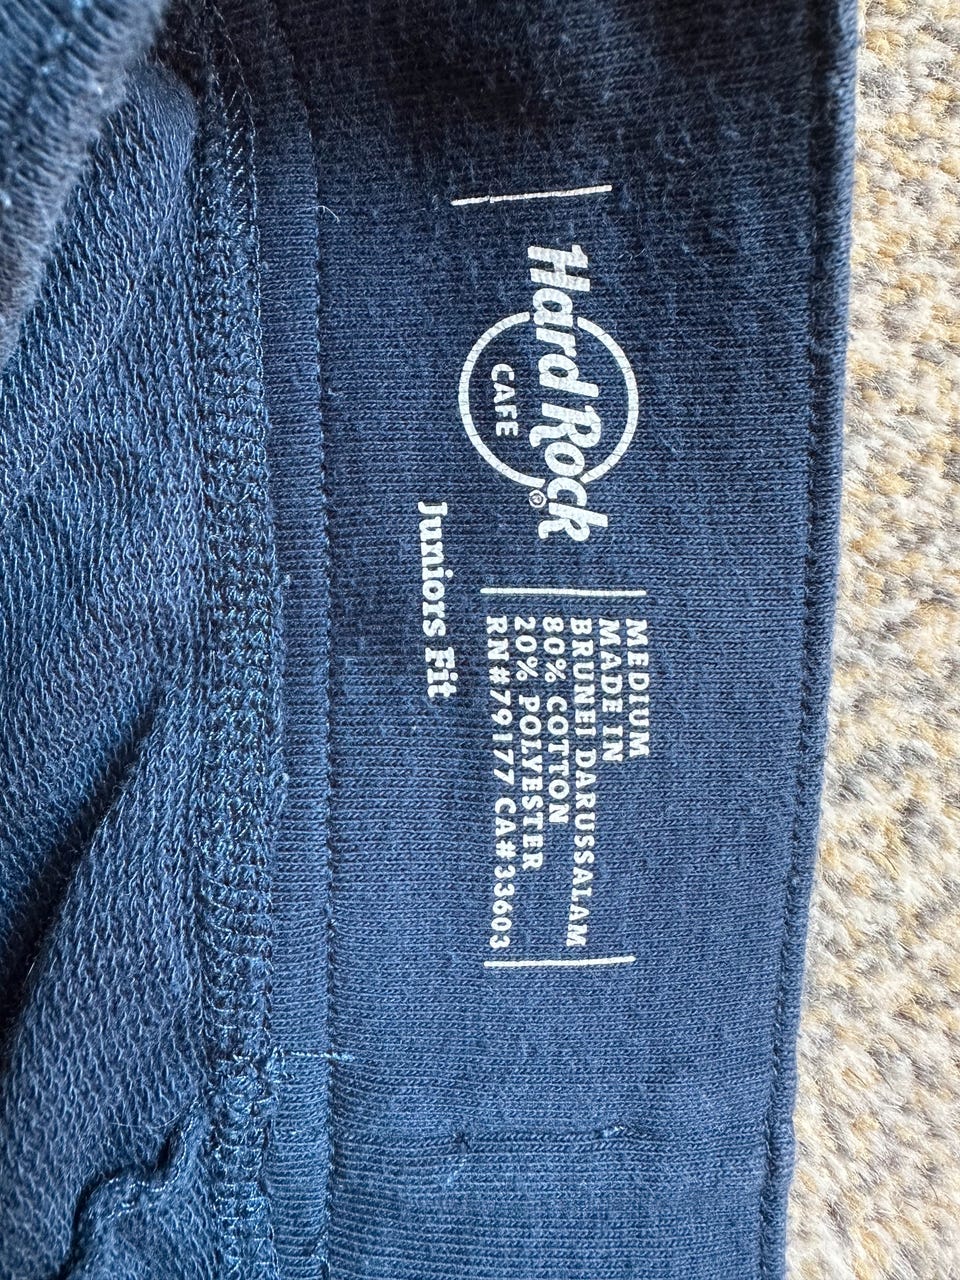 Hard Rock
CAFE
®
MEDIUM
MADE IN
BRUNEI DARUSSALAM
80% COTTON
20% POLYESTER
RN#79177 CA#33603
Juniors Fit